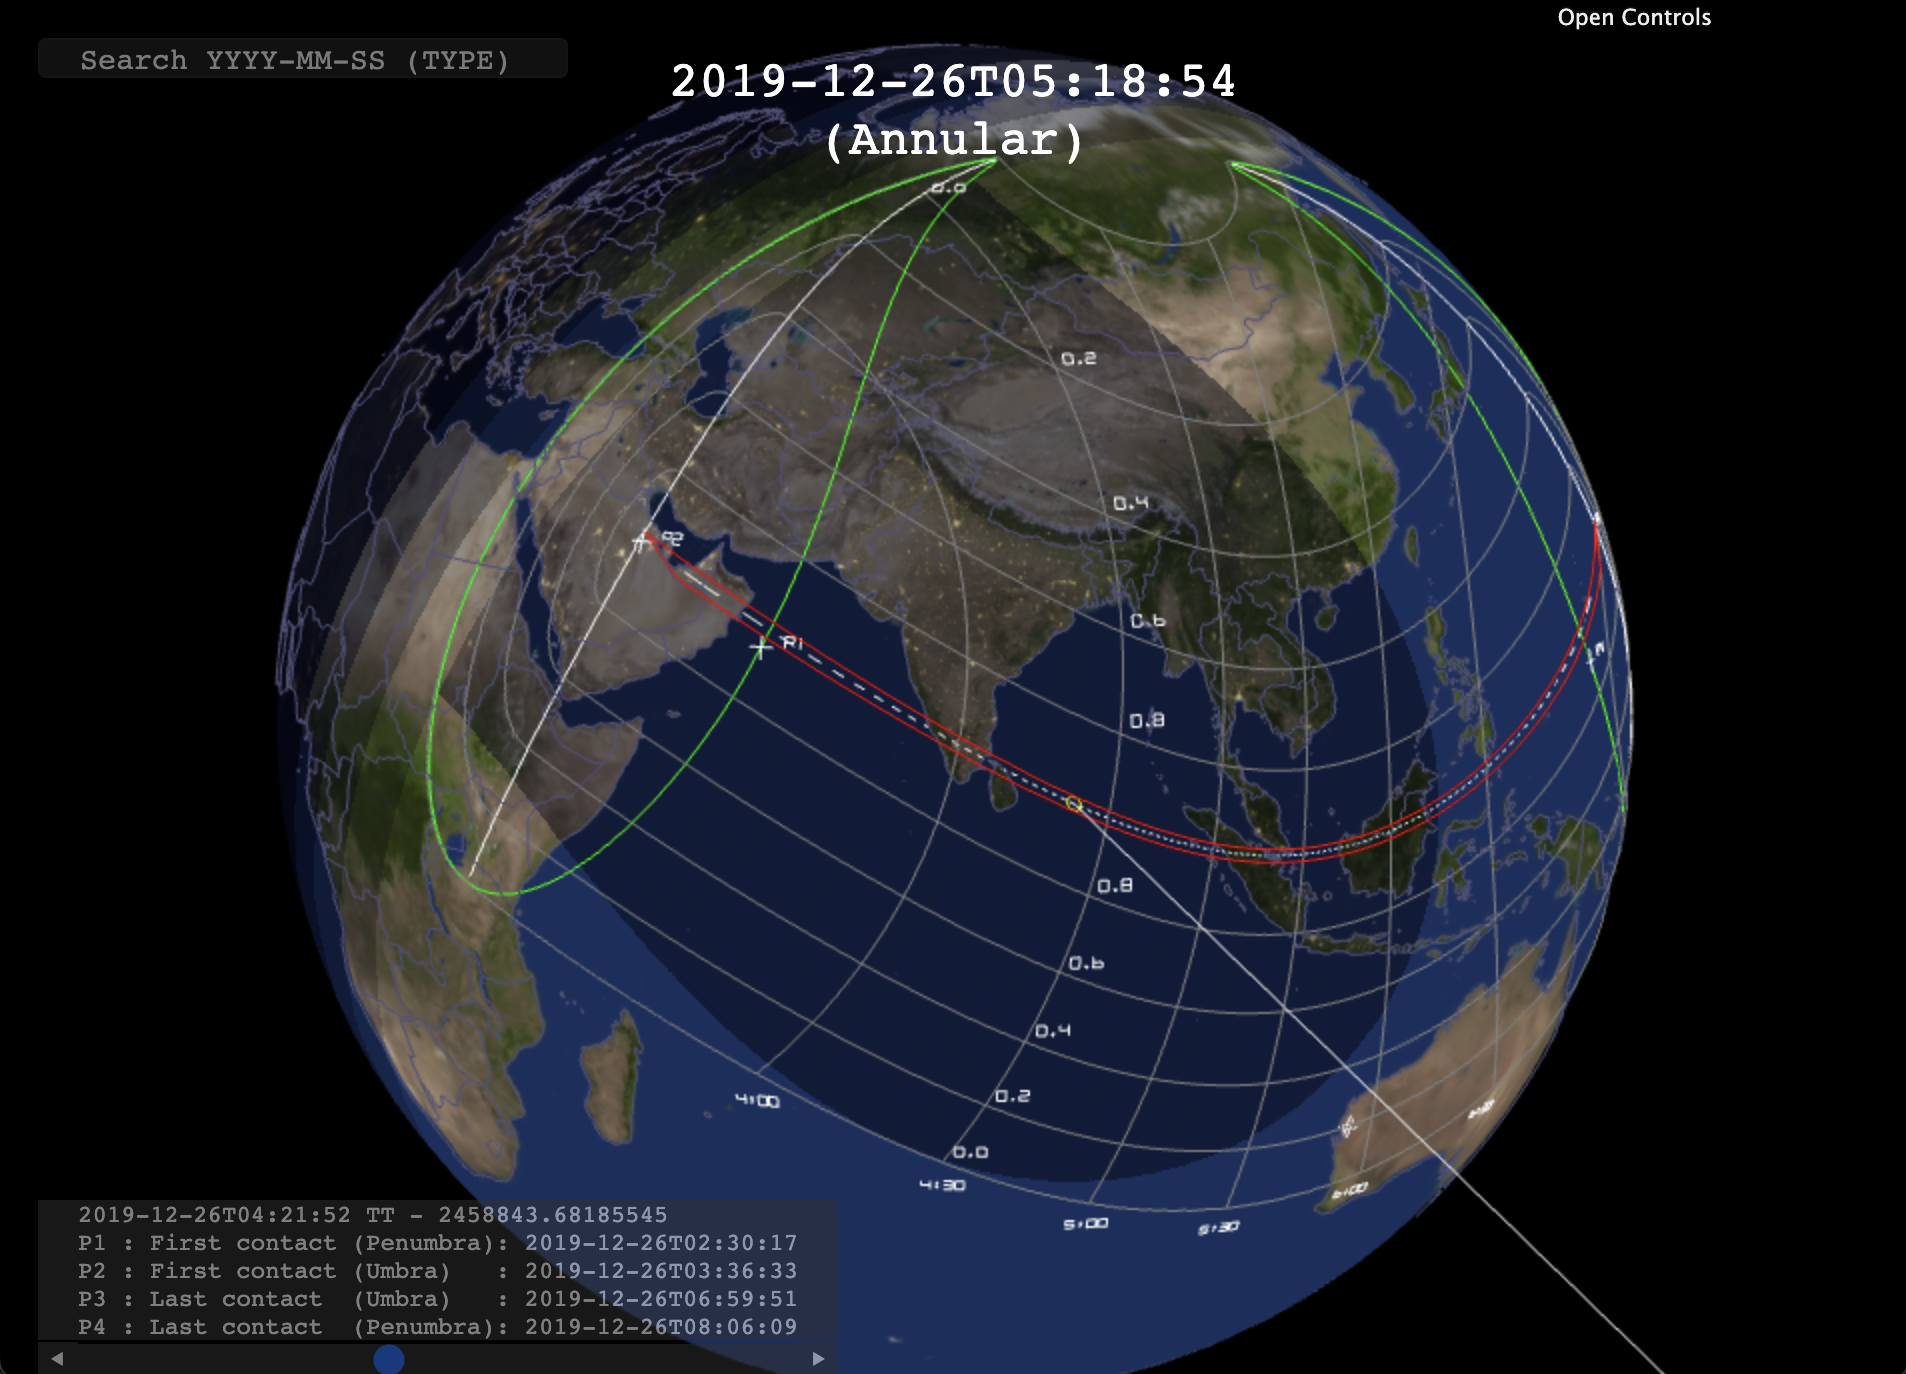 Open Controls
Search YYYY-MM-SS (TYPE)
2019-12-26T05:18:54
(Annular)
0.0
0.2
0.4
P2
0.6
P1
0.8
0.8
0.6
0.4
0.2
4:00
0.0
4:30
6:00
5:00
5:30
2019-12-26T04:21:52 TT - 2458843.68185545
P1 : First contact (Penumbra): 2019-12-26T02:30:17
P2 : First contact (Umbra) : 2019-12-26T03:36:33
P3 : Last contact (Umbra) : 2019-12-26T06:59:51
P4 : Last contact (Penumbra): 2019-12-26T08:06:09